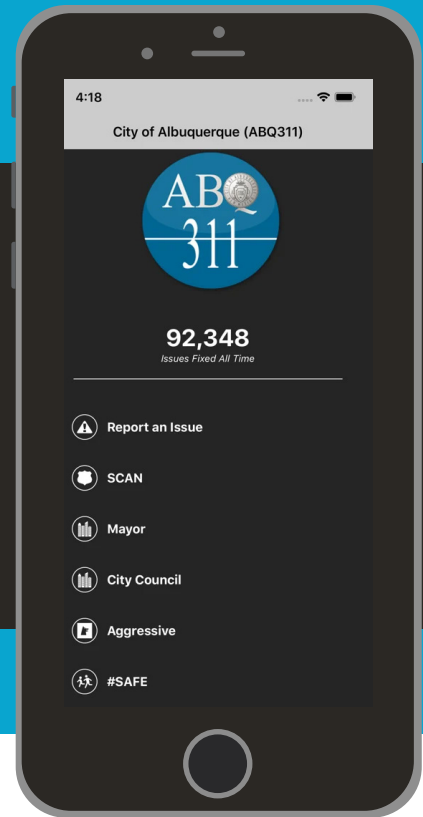 4:18
City of Albuquerque (ABQ311)
ABQ
311
92,348
Issues Fixed All Time
Report an Issue
SCAN
Mayor
City Council
Aggressive
#SAFE